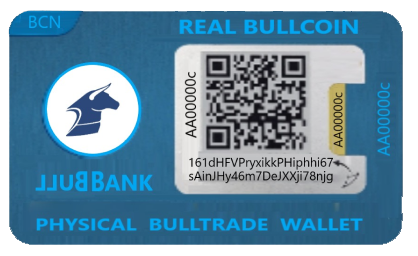 BCN
REAL BULLCOIN
AA00000c
AA00000c
AA00000c
161dHFVPryxikkPHiphhi67
sAinJHy46m7DeJXXji78njg
BULLBANK
PHYSICAL BULLTRADE WALLET